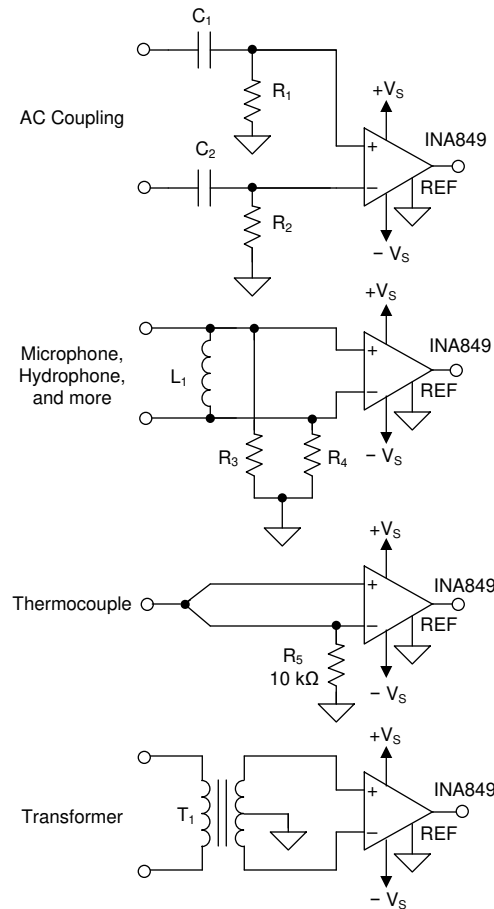 C₁
R₁
AC Coupling
+Vₛ
INA849
+
−
REF
− Vₛ
C₂
R₂
Microphone,
Hydrophone,
and more
L₁
R₃
R₄
+Vₛ
INA849
+
−
REF
− Vₛ
Thermocouple
+Vₛ
INA849
+
−
REF
− Vₛ
R₅
10 kΩ
Transformer
T₁
+Vₛ
INA849
+
−
REF
− Vₛ